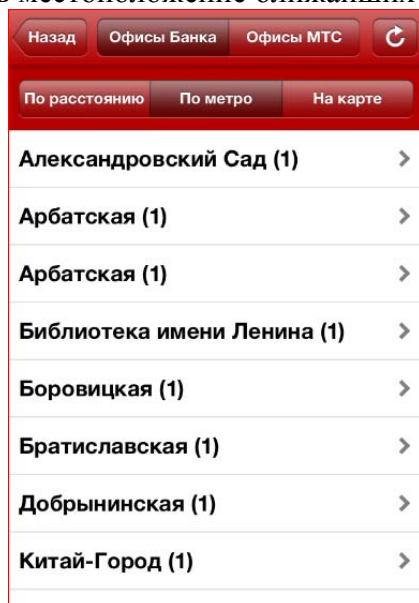 местоположение ближайших
Назад Офисы Банка Офисы МТС
По расстоянию По метро На карте
Александровский Сад (1)
Арбатская (1)
Арбатская (1)
Библиотека имени Ленина (1)
Боровицкая (1)
Братиславская (1)
Добрынинская (1)
Китай-Город (1)